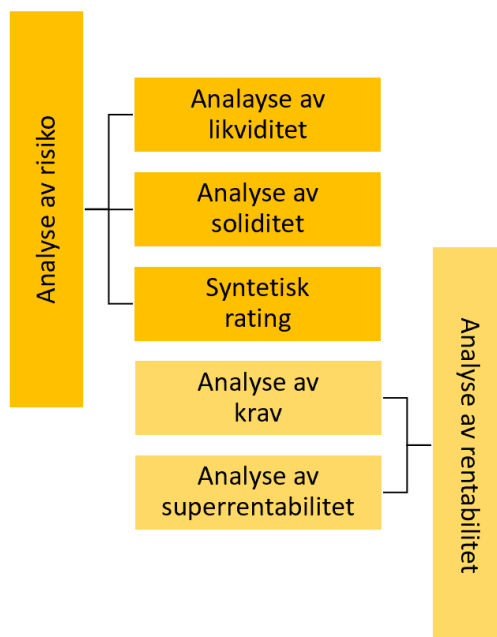 Analyse av risiko
Analayse av
likviditet
Analyse av
soliditet
Syntetisk
rating
Analyse av
krav
Analyse av
superrentabilitet
Analyse av rentabilitet